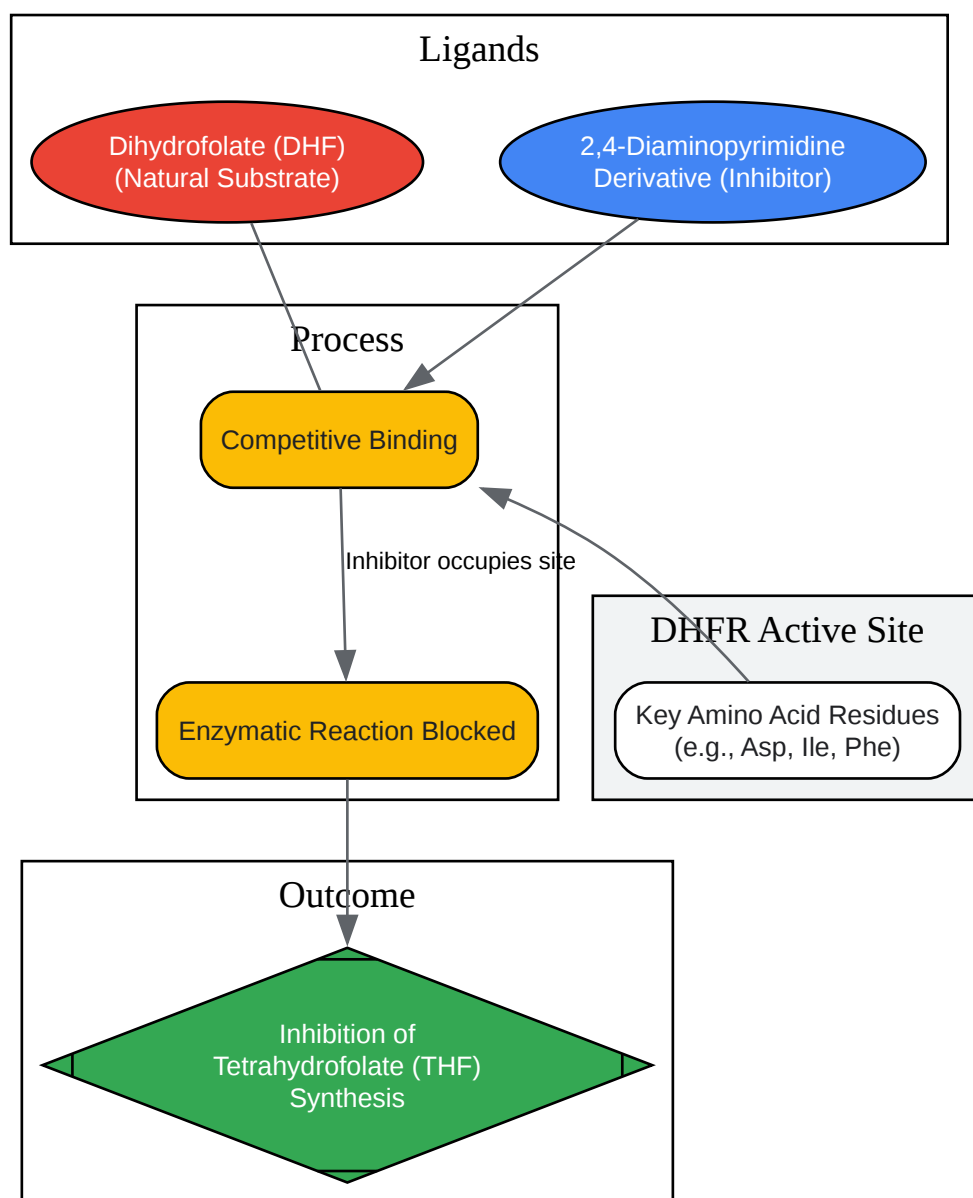 Ligands
Dihydrofolate (DHF)
(Natural Substrate)
2,4-Diaminopyrimidine
Derivative (Inhibitor)
Process
Competitive Binding
Inhibitor occupies site
DHFR Active Site
Key Amino Acid Residues
(e.g., Asp, Ile, Phe)
Enzymatic Reaction Blocked
Outcome
Inhibition of
Tetrahydrofolate (THF)
Synthesis